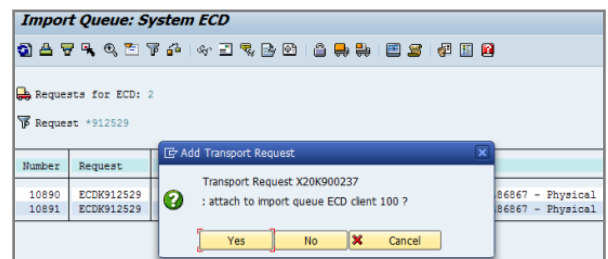 Import Queue: System ECD
Requests for ECD: 2
Request *912529
Add Transport Request
Number Request
Transport Request X20K900237
: attach to import queue ECD client 100 ?
10890 ECDK912529 86867 - Physical
10891 ECDK912529 86867 - Physical
Yes No Cancel